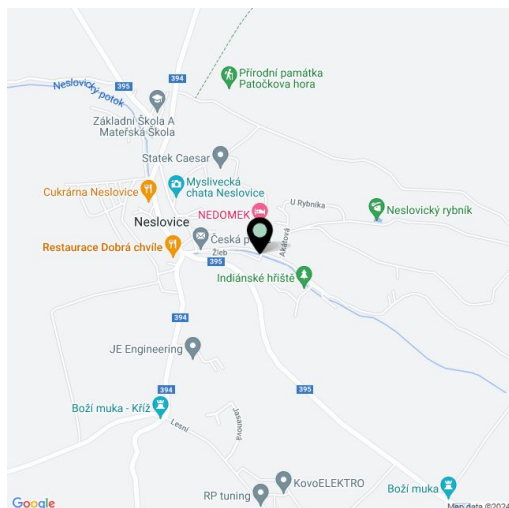 394
Přírodní památka
Patočkova hora
Neslovický
potok
395
Základní Škola A
Mateřská Škola
Statek Caesar
Cukrárna Neslovice
Myslivecká
chata Neslovice
U Rybníka
NEDOMEK
Neslovický rybník
Neslovice
Česká p
Akátová
Restaurace Dobrá chvíle
Žleb
395
Indiánské hřiště
394
JE Engineering
394
395
Boží muka - Kříž
Jasanová
Lesní
KovoELEKTRO
Boží muka
RP tuning
Google
Map data ©2024